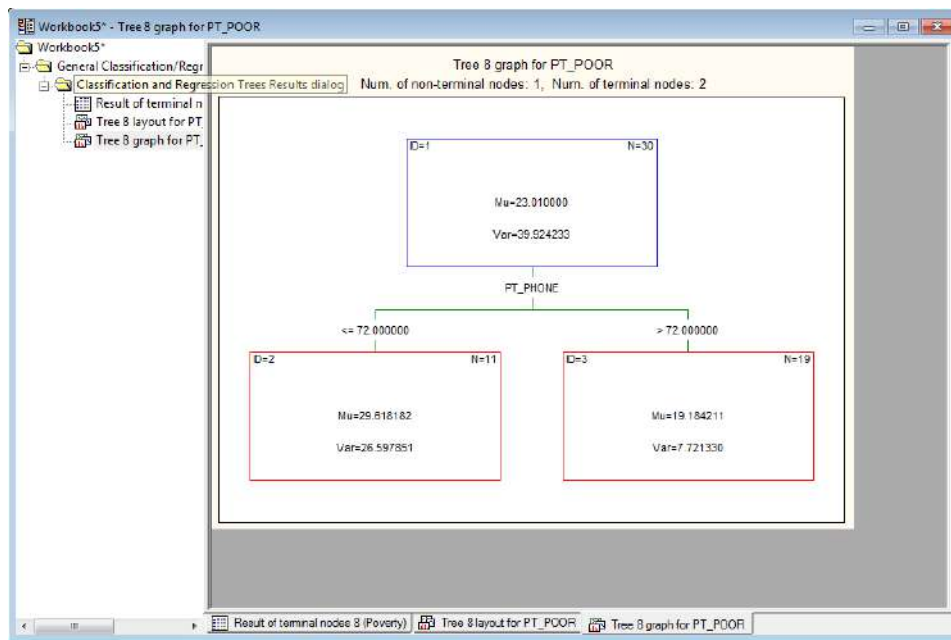 Workbook5* - Tree 8 graph for PT_POOR
Workbook5*
General Classification/Regr
Classification and Regression Trees Results dialog
Result of terminal n
Tree 8 layout for PT_
Tree 8 graph for PT_
Tree 8 graph for PT_POOR
Num. of non-terminal nodes: 1, Num. of terminal nodes: 2
ID=1 N=30
Mu=23.010000
Var=39.924233
PT_PHONE
<= 72.000000 > 72.000000
ID=2 N=11 ID=3 N=19
Mu=29.618182 Mu=19.184211
Var=26.597851 Var=7.721330
Result of terminal nodes 8 (Poverty) Tree 8 layout for PT_POOR Tree 8 graph for PT_POOR